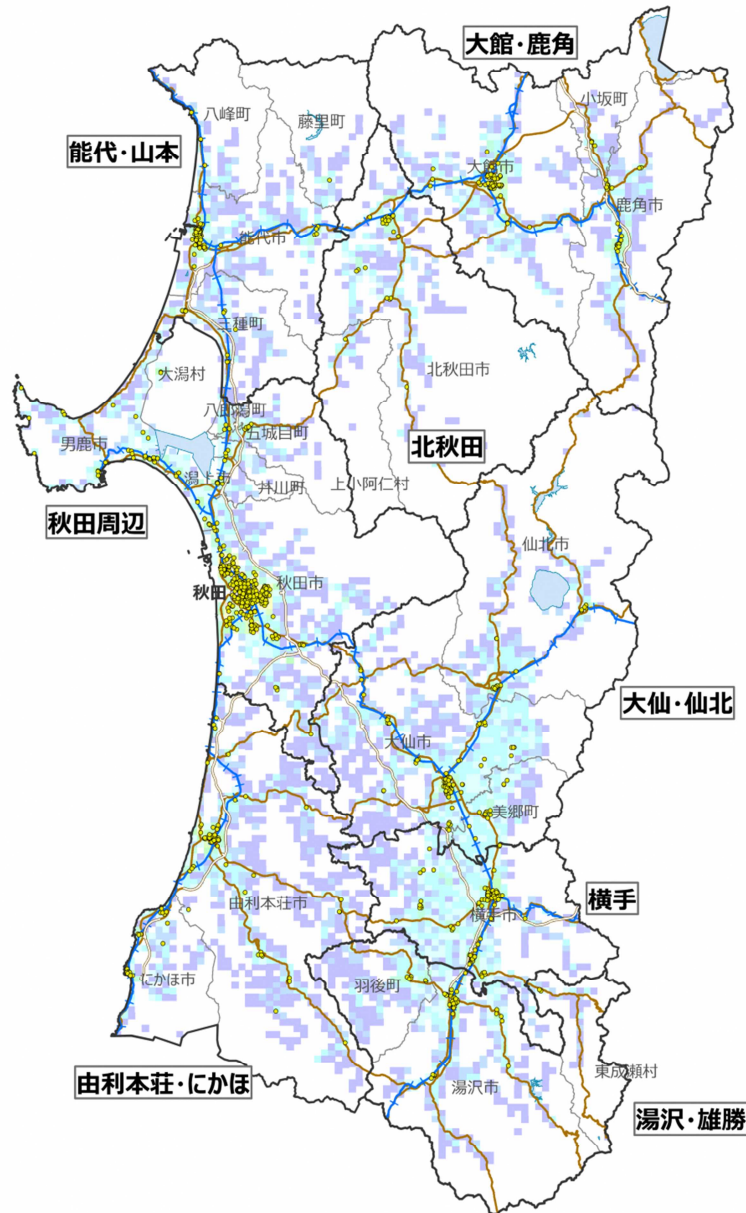 大館・鹿角
小坂町
八峰町
藤里町
能代・山本
大館市
鹿角市
能代市
三種町
北秋田市
大潟村
八郎潟町
五城目町
男鹿市
北秋田
潟上市
井川町
上小阿仁村
秋田周辺
仙北市
秋田市
秋田
大仙・仙北
大仙市
美郷町
横手
由利本荘市
横手市
にかほ市
羽後町
東成瀬村
由利本荘・にかほ
湯沢市
湯沢・雄勝